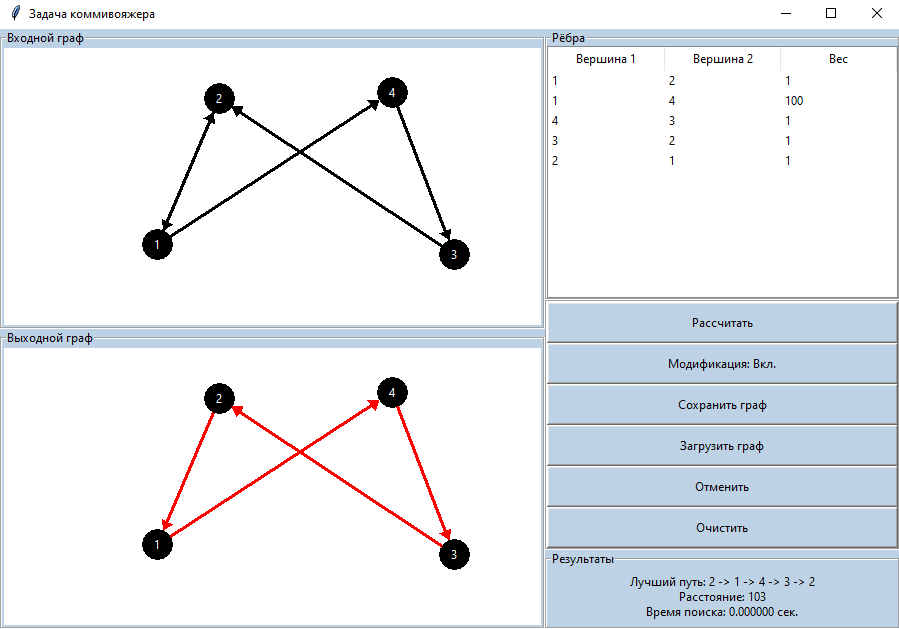 Задача коммивояжера
Входной граф
2
4
1
3
Выходной граф
2
4
1
3
Рёбра
Вершина 1 Вершина 2 Вес
1 2 1
1 4 100
4 3 1
3 2 1
2 1 1
Рассчитать
Модификация: Вкл.
Сохранить граф
Загрузить граф
Отменить
Очистить
Результаты
Лучший путь: 2 -> 1 -> 4 -> 3 -> 2
Расстояние: 103
Время поиска: 0.000000 сек.